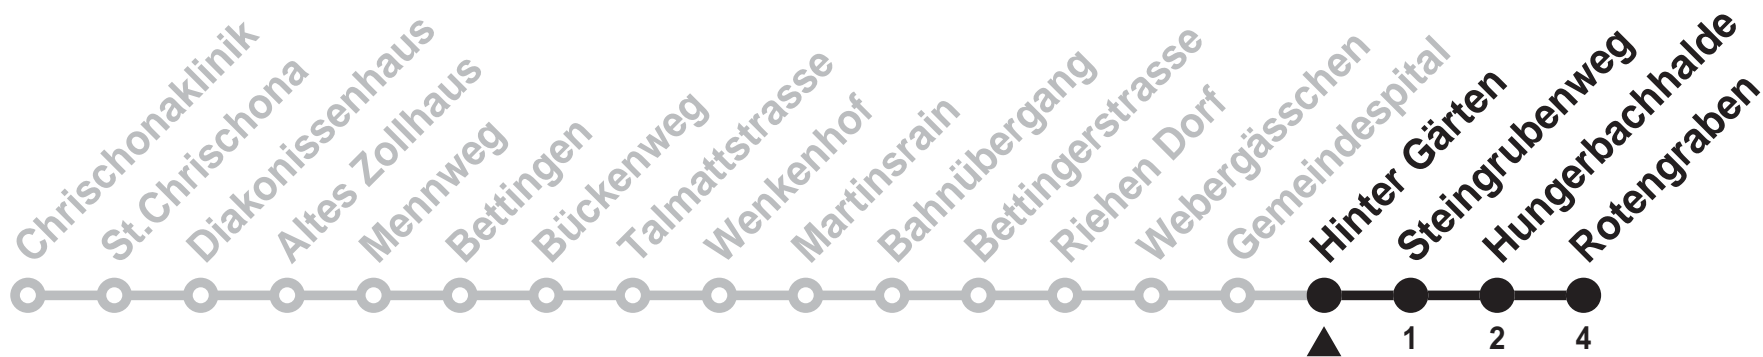 Chrischonaklinik
St.Chrischona
Diakonissenhaus
Altes Zollhaus
Mennweg
Bettingen
Bückenweg
Talmattstrasse
Wenkenhof
Martinsrain
Bahnübergang
Bettingerstrasse
Riehen Dorf
Webergässchen
Gemeindespital
Hinter Gärten
Steingrubenweg
Hungerbachhalde
Rotengraben
1 2 4